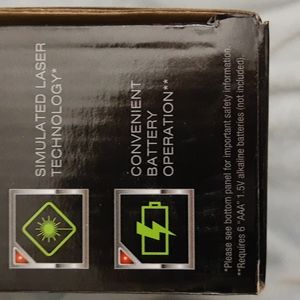 SIMULATED LASER
TECHNOLOGY*
CONVENIENT
BATTERY
OPERATION**
*Please see bottom panel for important safety information.
**Requires 6 "AAA" 1.5V alkaline batteries (not included).